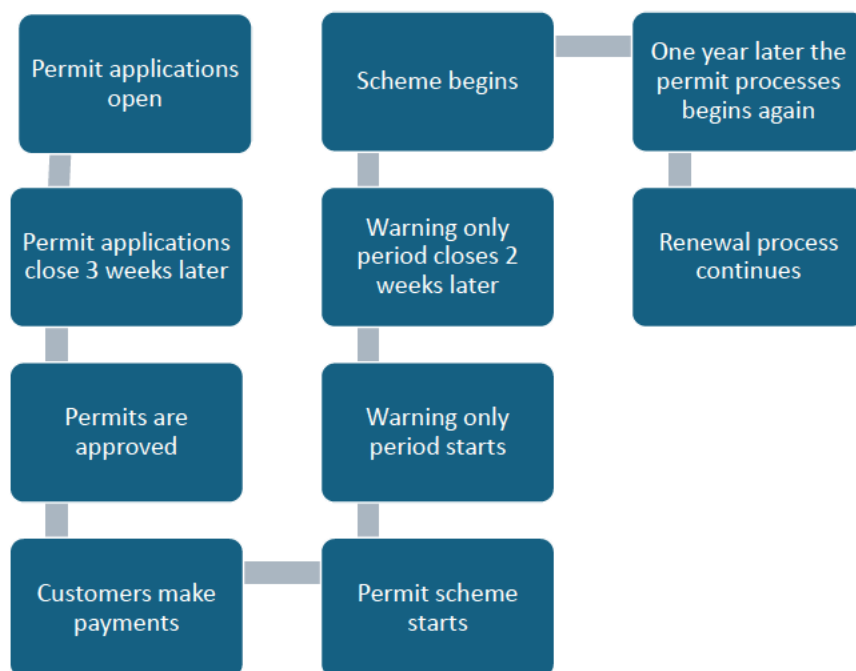 Permit applications
open
Permit applications
close 3 weeks later
Permits are
approved
Customers make
payments
Permit scheme
starts
Warning only
period starts
Warning only
period closes 2
weeks later
Scheme begins
One year later the
permit processes
begins again
Renewal process
continues